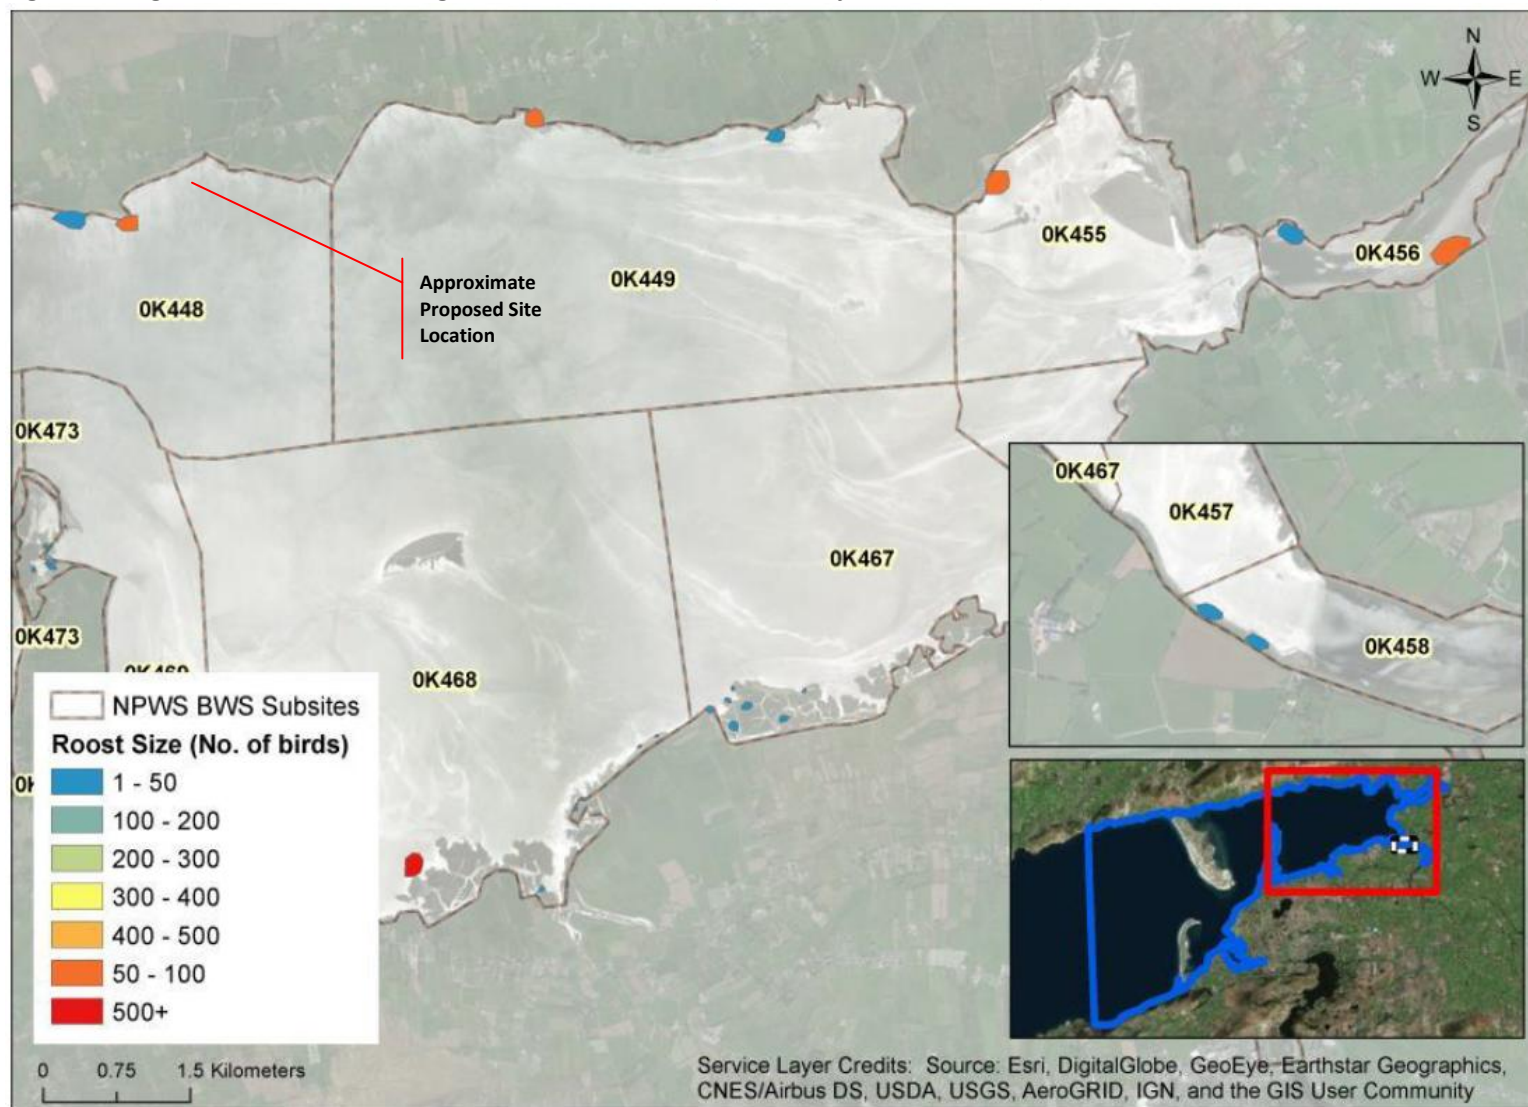 N
W E
S
0K455
0K456
0K449
0K448
Approximate
Proposed Site
Location
0K473
0K467
0K457
0K467
0K473
0K458
0K468
NPWS BWS Subsites
Roost Size (No. of birds)
1 - 50
100 - 200
200 - 300
300 - 400
400 - 500
50 - 100
500+
0 0.75 1.5 Kilometers
Service Layer Credits: Source: Esri, DigitalGlobe, GeoEye, Earthstar Geographics,
CNES/Airbus DS, USDA, USGS, AeroGRID, IGN, and the GIS User Community